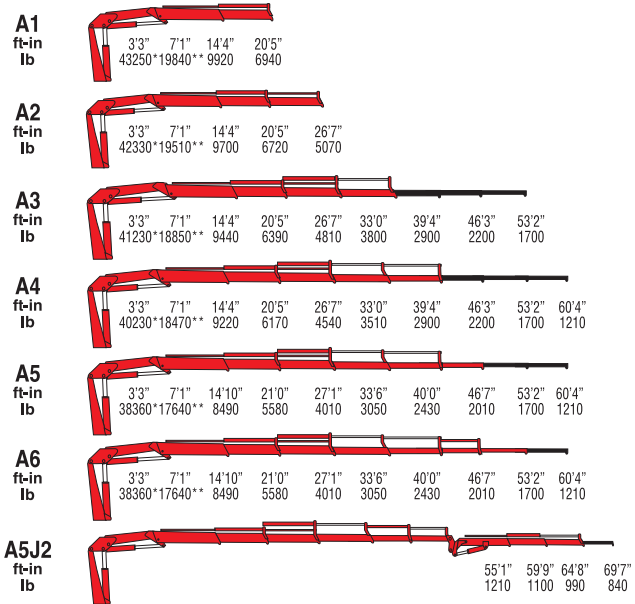 A1
ft-in 3'3” 7'1” 14'4” 20'5”
lb 43250* 19840** 9920 6940
A2
ft-in 3'3” 7'1” 14'4” 20'5” 26'7”
lb 42330* 19510** 9700 6720 5070
A3
ft-in 3'3” 7'1” 14'4” 20'5” 26'7” 33'0” 39'4” 46'3” 53'2”
lb 41230* 18850** 9440 6390 4810 3800 2900 2200 1700
A4
ft-in 3'3” 7'1” 14'4” 20'5” 26'7” 33'0” 39'4” 46'3” 53'2” 60'4”
lb 40230* 18470** 9220 6170 4540 3510 2900 2200 1700 1210
A5
ft-in 3'3” 7'1” 14'10” 21'0” 27'1” 33'6” 40'0” 46'7” 53'2” 60'4”
lb 38360* 17640** 8490 5580 4010 3050 2430 2010 1700 1210
A6
ft-in 3'3” 7'1” 14'10” 21'0” 27'1” 33'6” 40'0” 46'7” 53'2” 60'4”
lb 38360* 17640** 8490 5580 4010 3050 2430 2010 1700 1210
A5J2
ft-in 55'1” 59'9” 64'8” 69'7”
lb 1210 1100 990 840